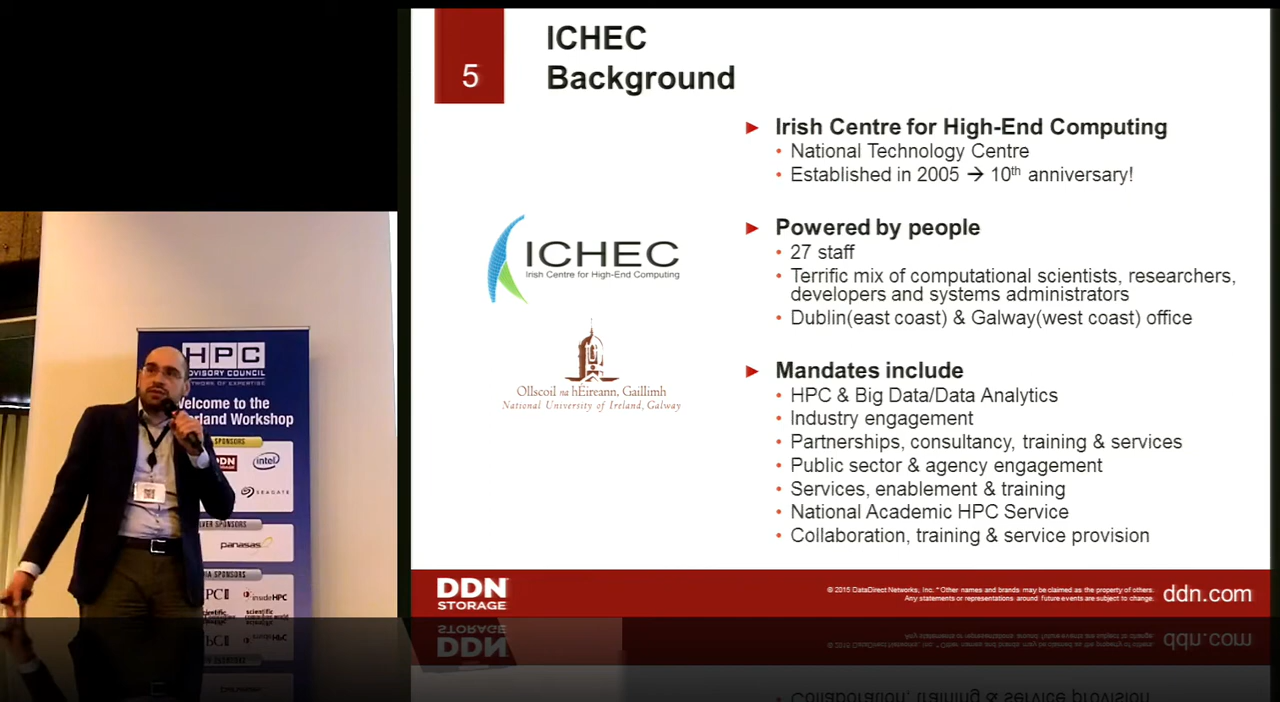 5
ICHEC
Background
► Irish Centre for High-End Computing
• National Technology Centre
• Established in 2005 → 10th anniversary!
► Powered by people
• 27 staff
• Terrific mix of computational scientists, researchers,
developers and systems administrators
• Dublin(east coast) & Galway(west coast) office
► Mandates include
• HPC & Big Data/Data Analytics
• Industry engagement
• Partnerships, consultancy, training & services
• Public sector & agency engagement
• Services, enablement & training
• National Academic HPC Service
• Collaboration, training & service provision
ICHEC
Irish Centre for High-End Computing
Ollscoil na hÉireann, Gaillimh
National University of Ireland, Galway
DDN
STORAGE
© 2015 DataDirect Networks, Inc. * Other names and brands may be claimed as the property of others.
Any statements or representations around future events are subject to change.
ddn.com
HPC
VISORY COUNCIL
NETWORK OF EXPERTISE
Welcome to the
erland Workshop
SPONSORS
DDN
intel
SEAGATE
SPONSORS
panasas
SPONSORS
insideHPC